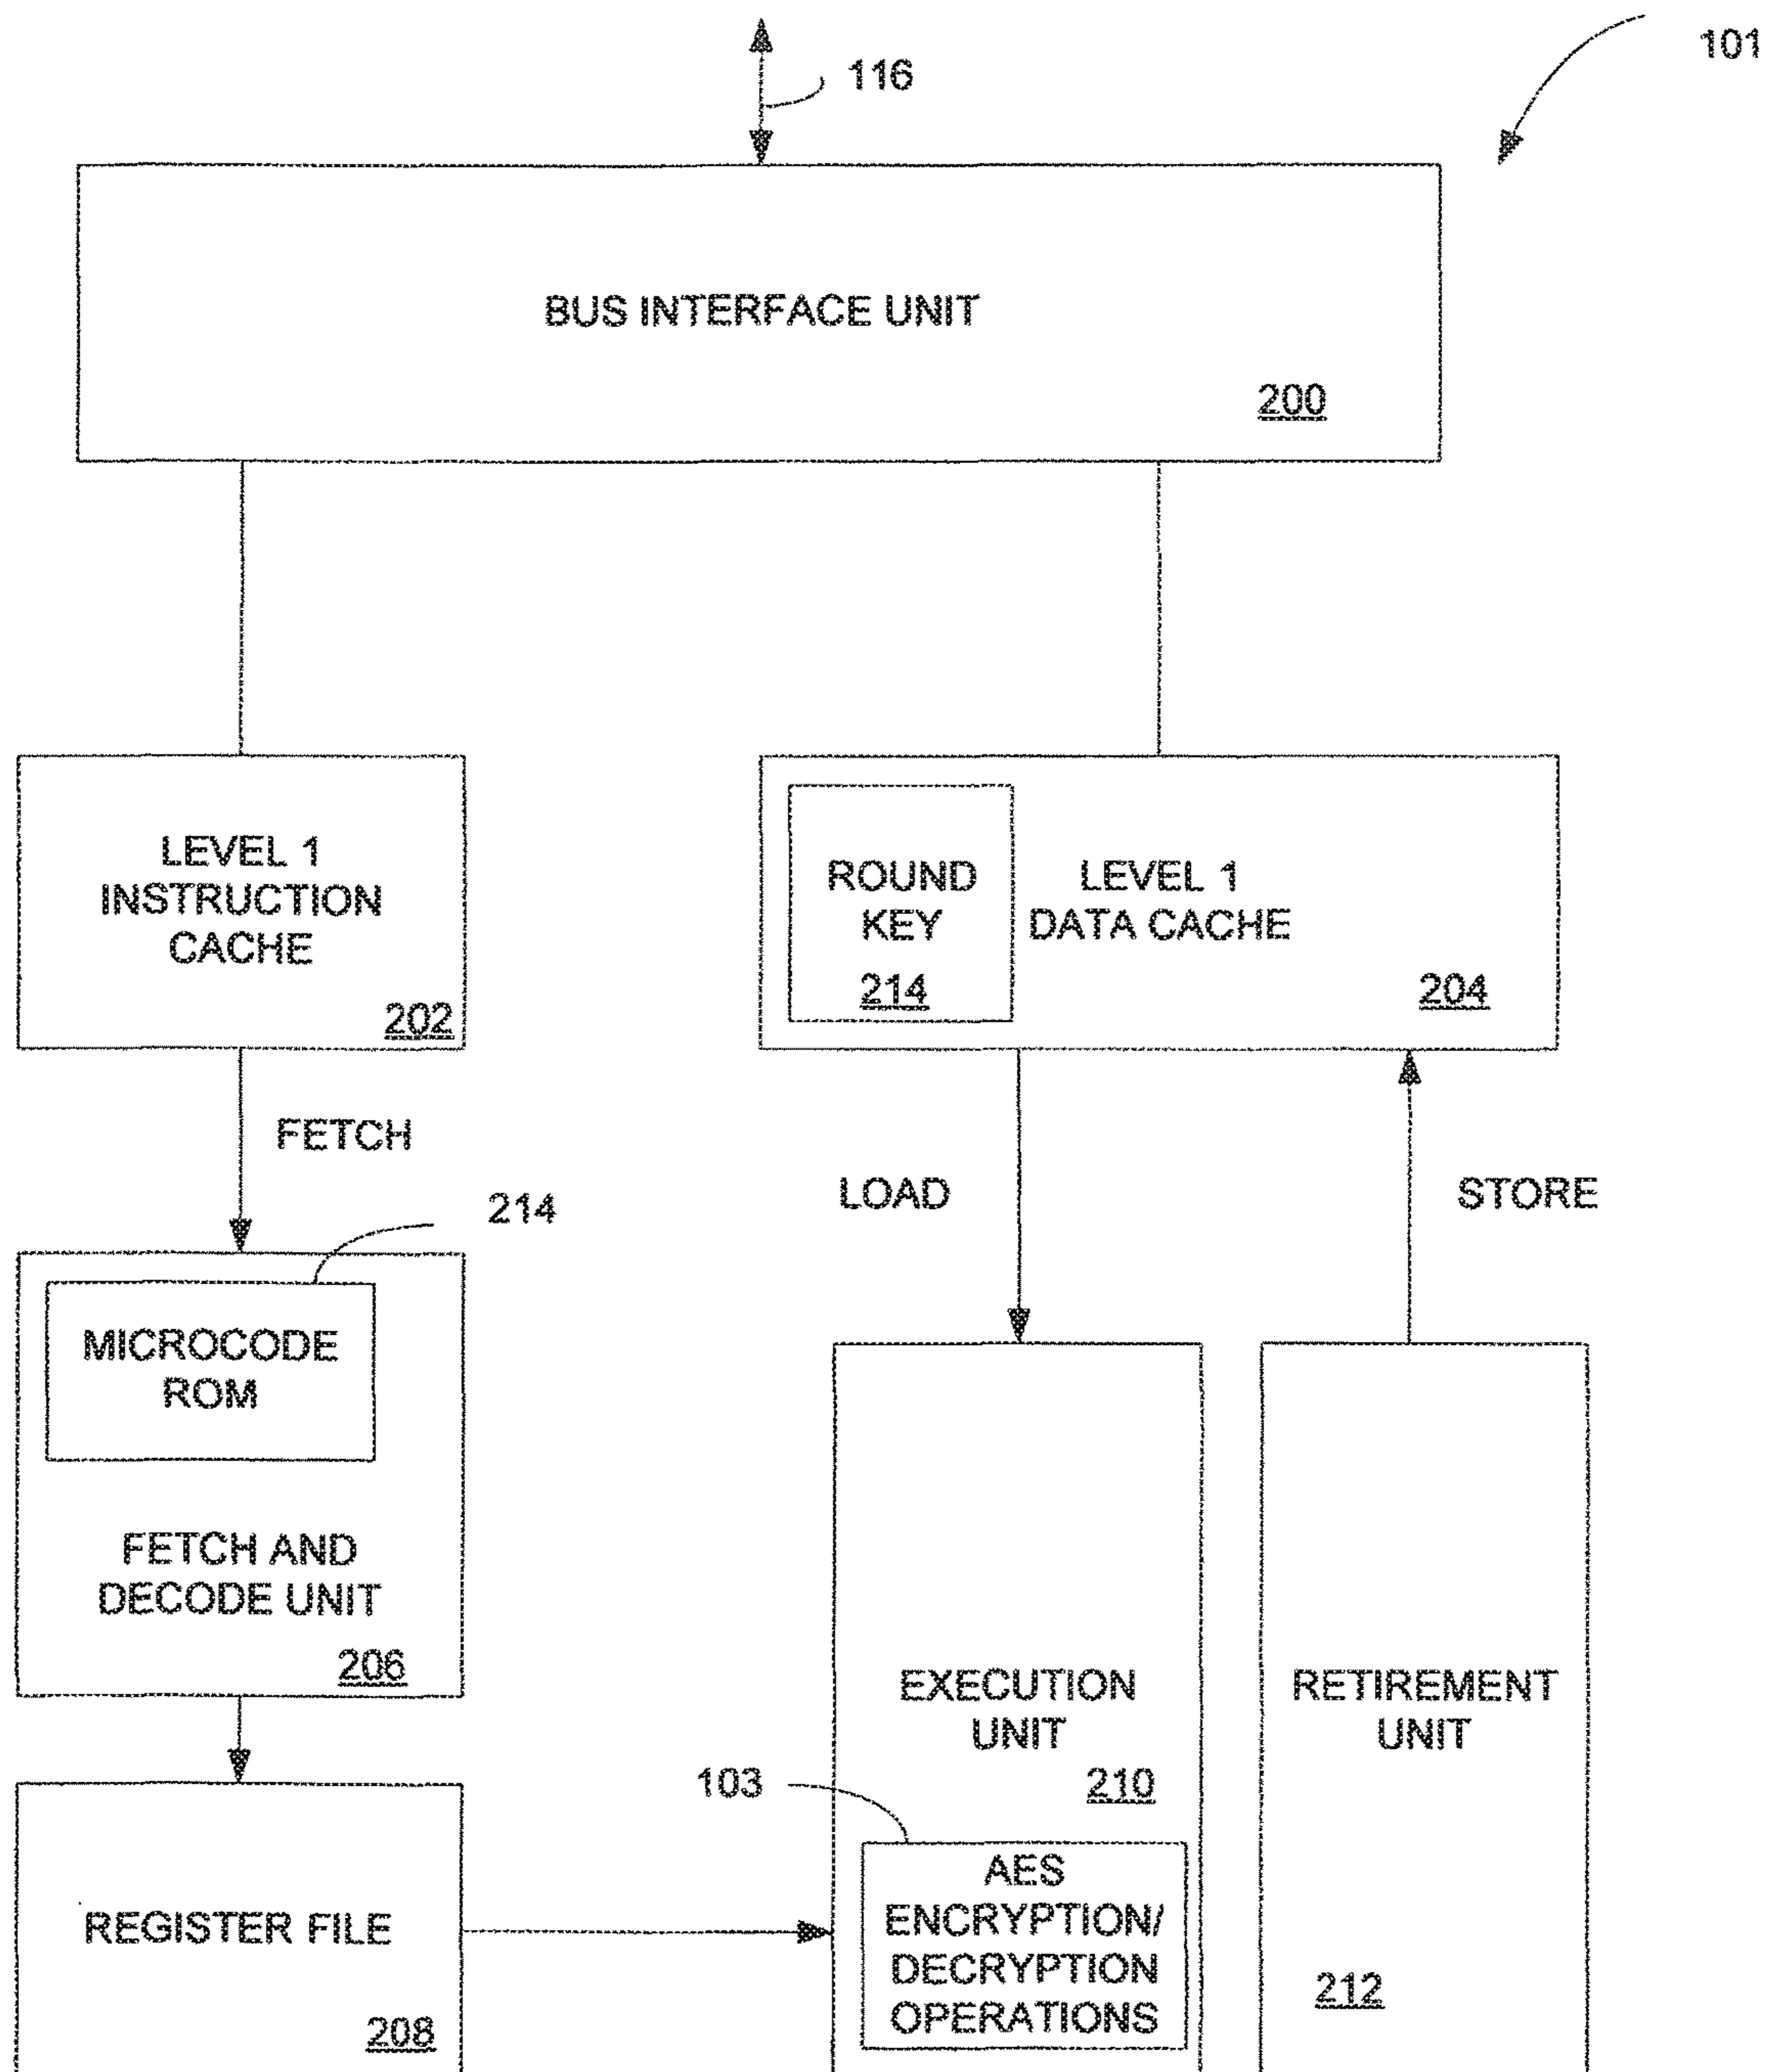 101
116
BUS INTERFACE UNIT
200
LEVEL 1
INSTRUCTION
CACHE
202
ROUND
KEY
214
LEVEL 1
DATA CACHE
204
FETCH
214
LOAD
STORE
MICROCODE
ROM
FETCH AND
DECODE UNIT
206
EXECUTION
UNIT
210
RETIREMENT
UNIT
103
AES
ENCRYPTION/
DECRYPTION
OPERATIONS
REGISTER FILE
208
212